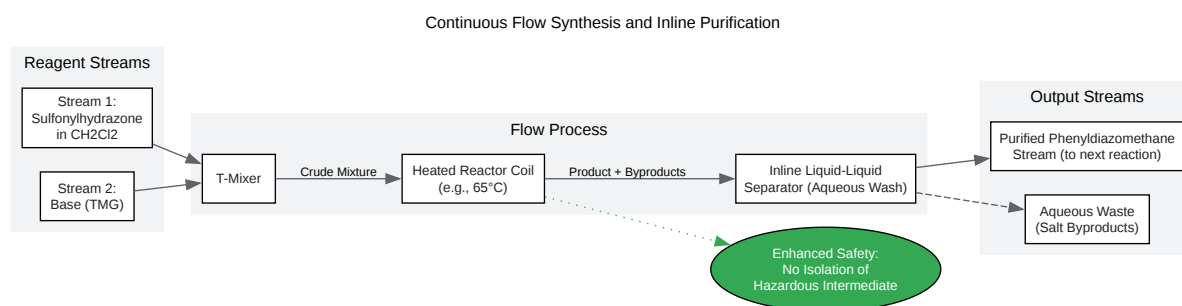 Continuous Flow Synthesis and Inline Purification
Reagent Streams
Stream 1:
Sulfonylhydrazone
in CH2Cl2
Stream 2:
Base (TMG)
Flow Process
T-Mixer
Crude Mixture
Heated Reactor Coil
(e.g., 65°C)
Product + Byproducts
Inline Liquid-Liquid
Separator (Aqueous Wash)
Enhanced Safety:
No Isolation of
Hazardous Intermediate
Output Streams
Purified Phenyldiazomethane
Stream (to next reaction)
Aqueous Waste
(Salt Byproducts)